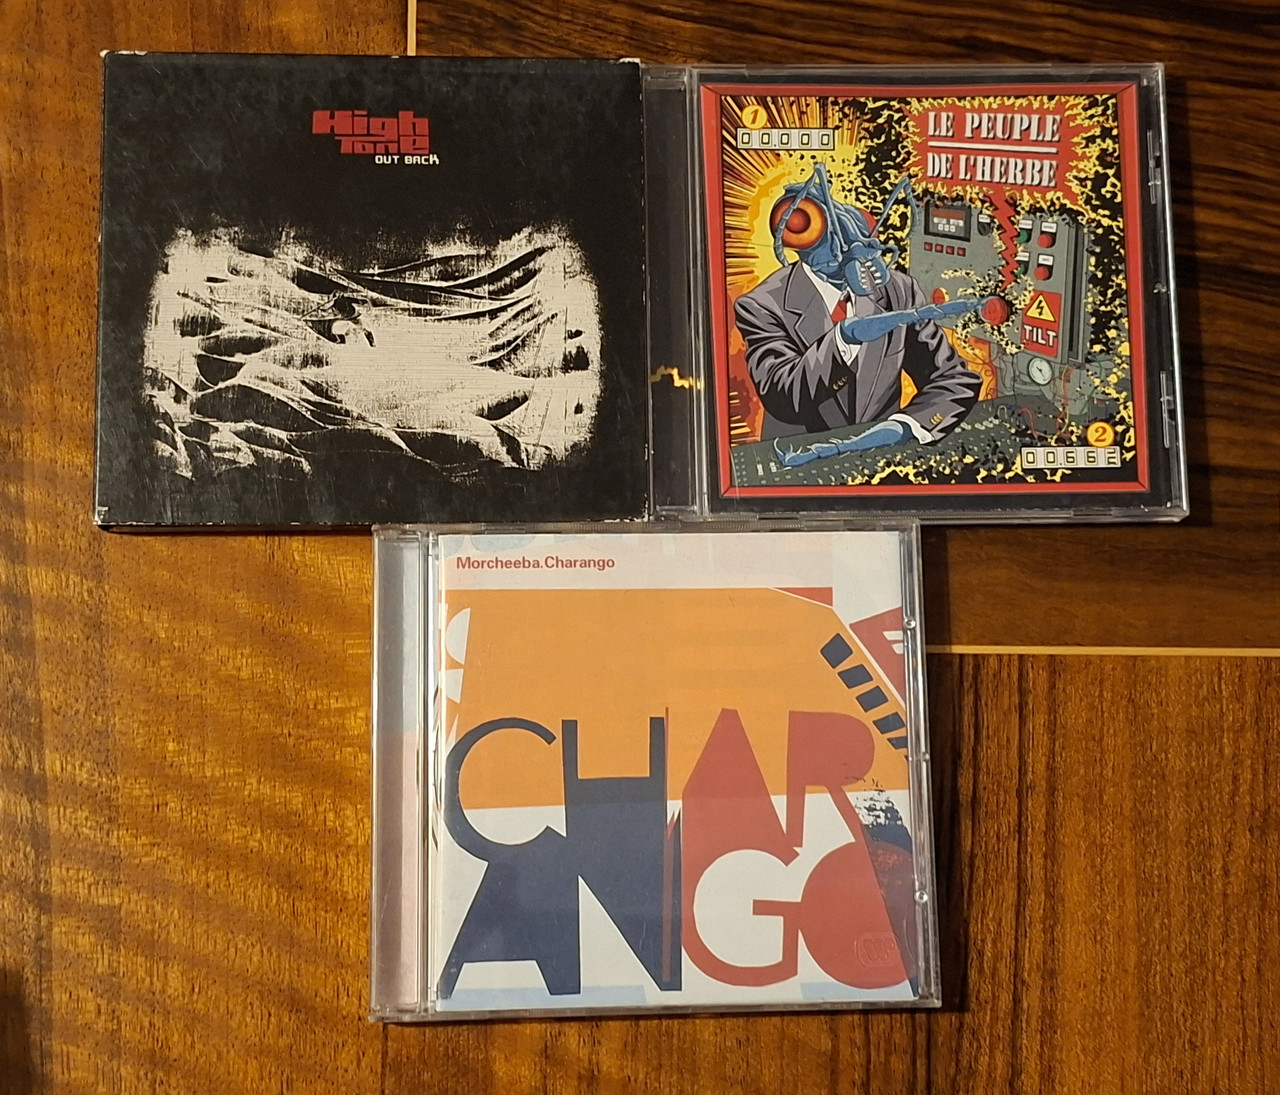 High
Tone
OUT BACK
1
00.000
LE PEUPLE
DE L'HERBE
TILT
2
00.662
Morcheeba.Charango
CHAR
ANGO